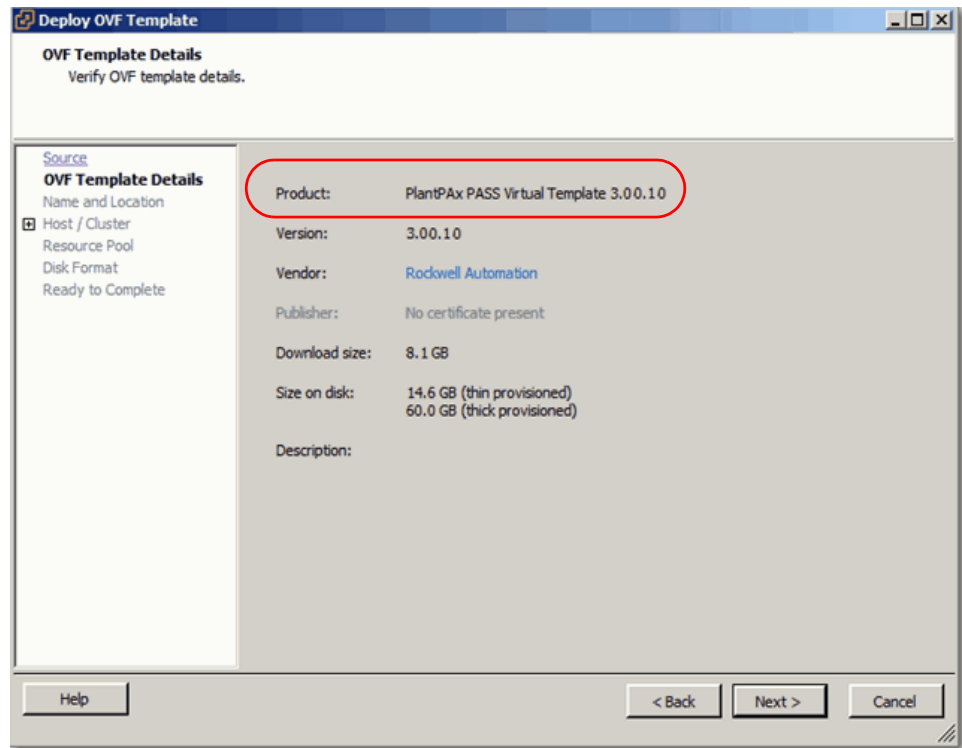 Deploy OVF Template
OVF Template Details
Verify OVF template details.
Source
OVF Template Details
Name and Location
Host / Cluster
Resource Pool
Disk Format
Ready to Complete
Product: PlantPAx PASS Virtual Template 3.00.10
Version: 3.00.10
Vendor: Rockwell Automation
Publisher: No certificate present
Download size: 8.1 GB
Size on disk: 14.6 GB (thin provisioned)
60.0 GB (thick provisioned)
Description:
Help
< Back
Next >
Cancel